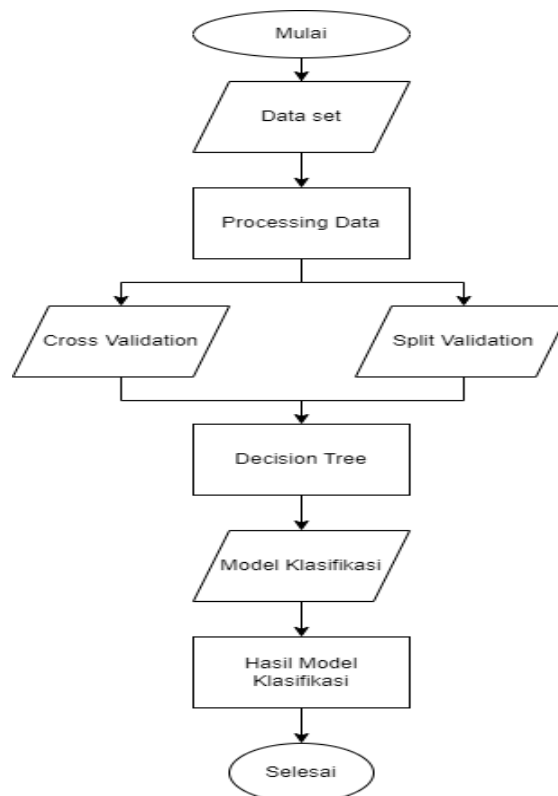 Mulai
Data set
Processing Data
Cross Validation
Split Validation
Decision Tree
Model Klasifikasi
Hasil Model
Klasifikasi
Selesai